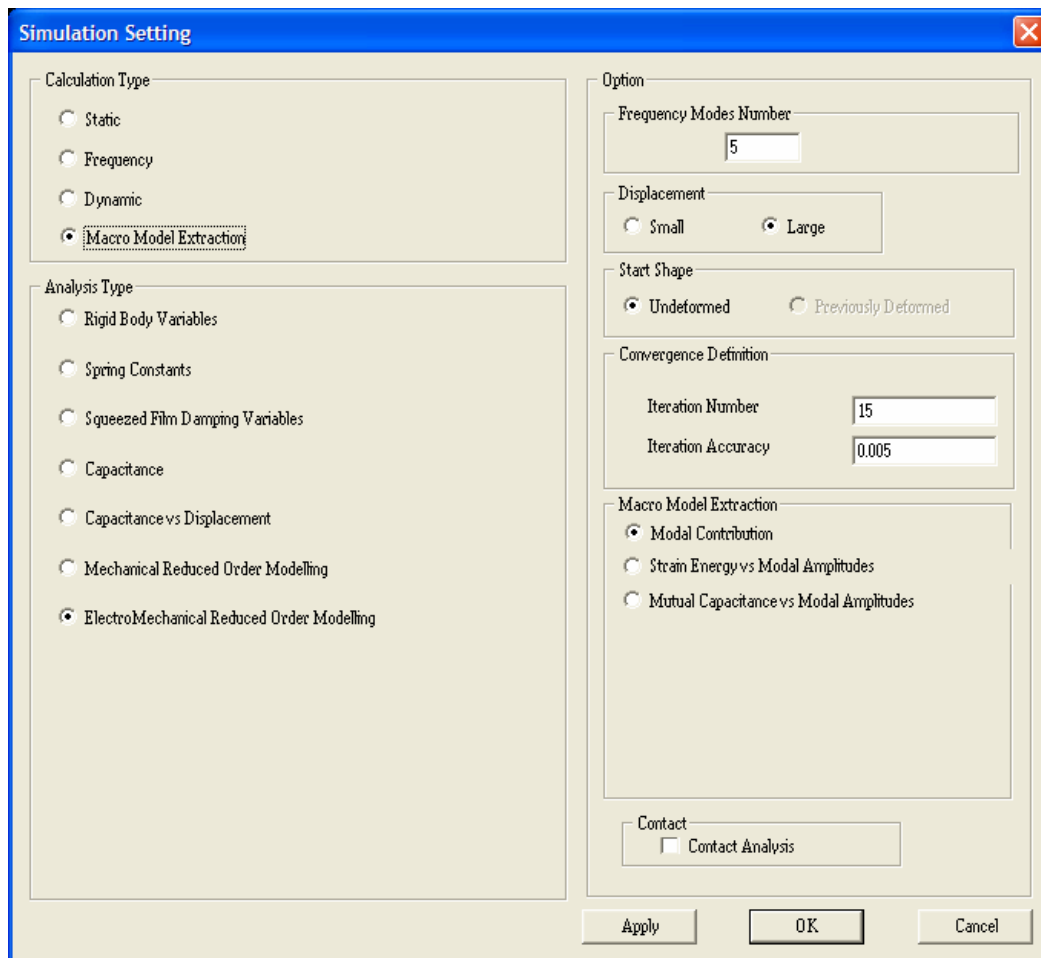 Simulation Setting
Calculation Type
Static
Frequency
Dynamic
Macro Model Extraction
Analysis Type
Rigid Body Variables
Spring Constants
Squeezed Film Damping Variables
Capacitance
Capacitance vs Displacement
Mechanical Reduced Order Modelling
ElectroMechanical Reduced Order Modelling
Option
Frequency Modes Number
5
Displacement
Small
Large
Start Shape
Undeformed
Previously Deformed
Convergence Definition
Iteration Number
15
Iteration Accuracy
0.005
Macro Model Extraction
Modal Contribution
Strain Energy vs Modal Amplitudes
Mutual Capacitance vs Modal Amplitudes
Contact
Contact Analysis
Apply
OK
Cancel